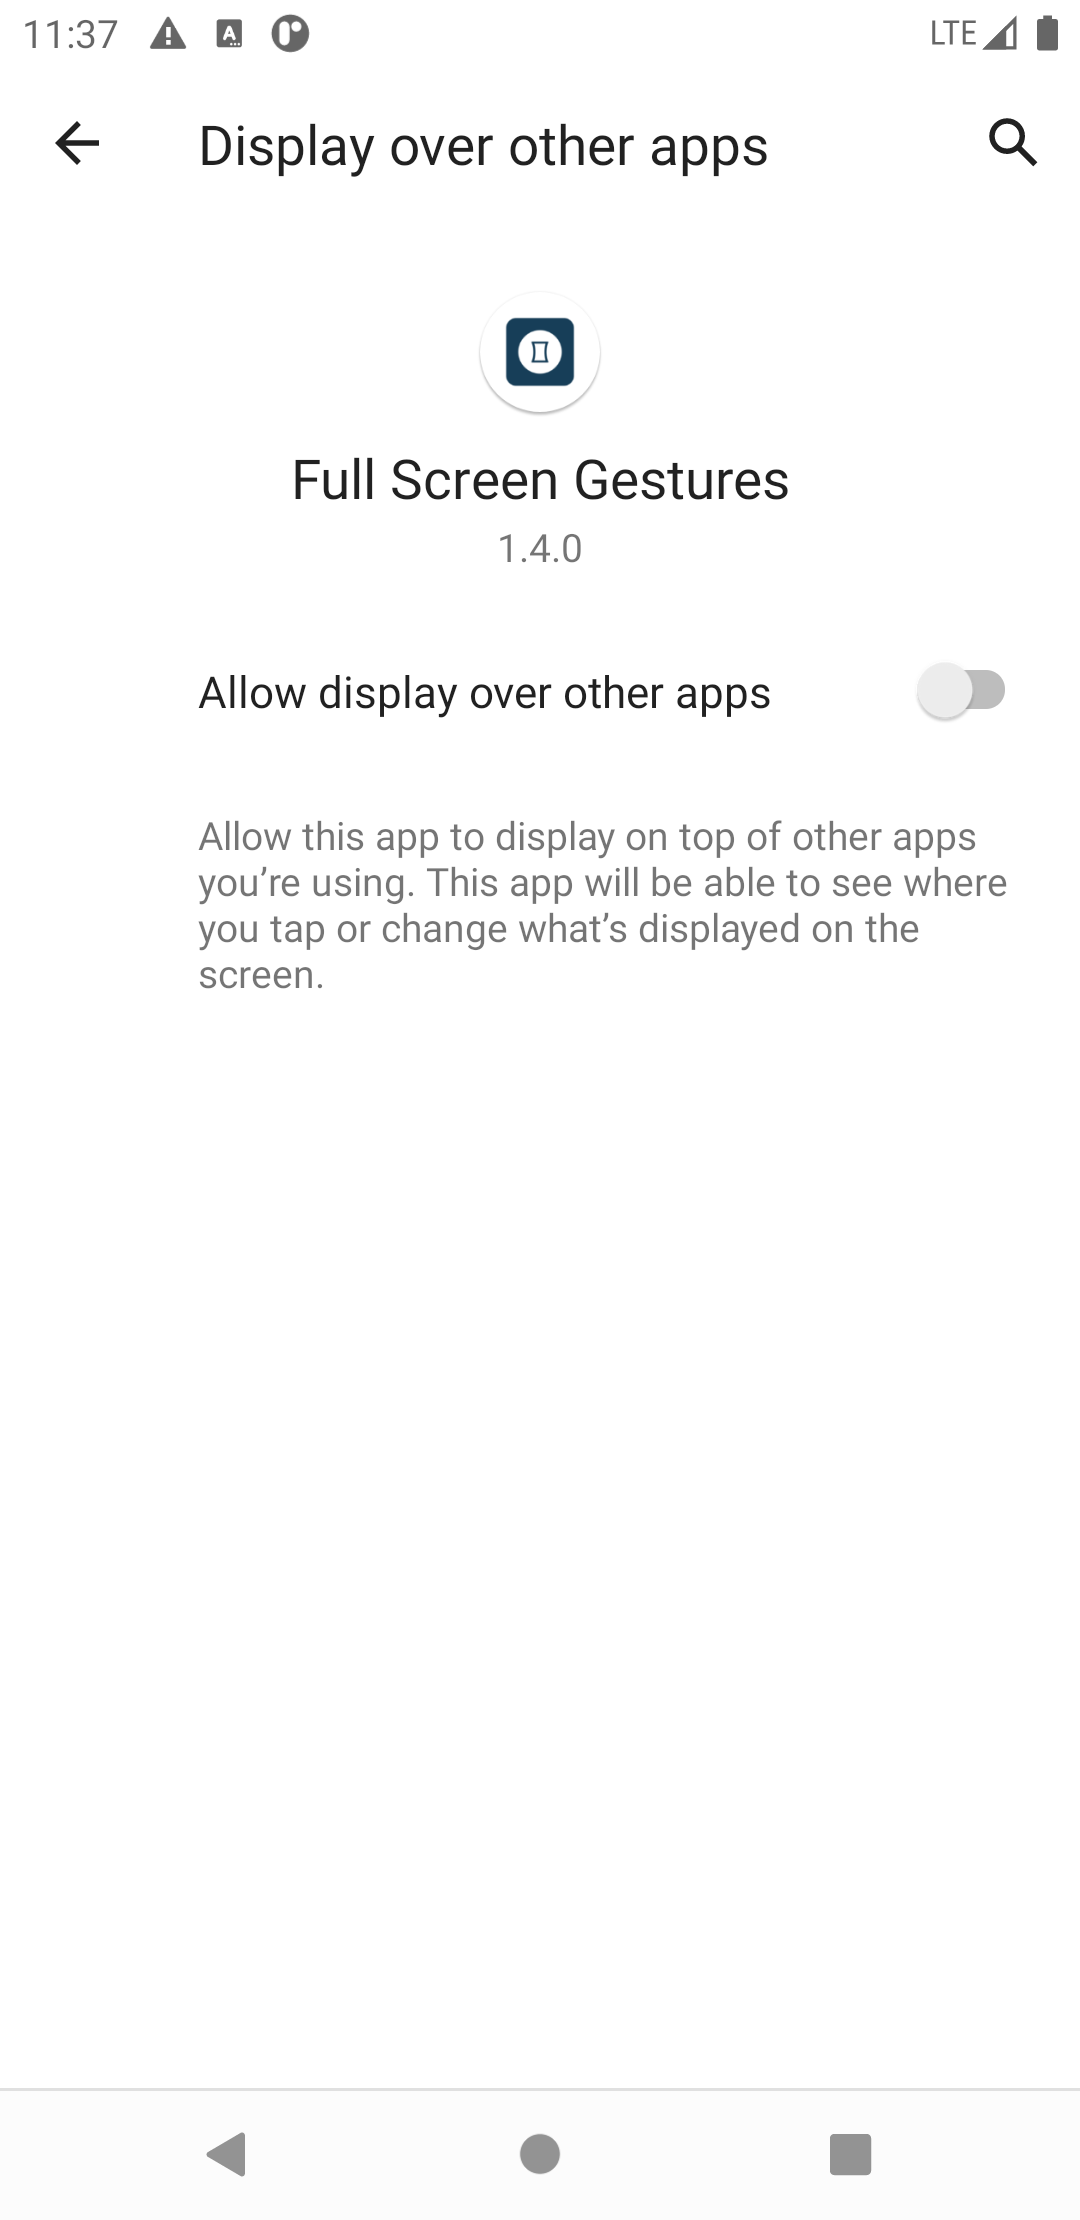 11:37
LTE
Display over other apps
Full Screen Gestures
1.4.0
Allow display over other apps
Allow this app to display on top of other apps
you’re using. This app will be able to see where
you tap or change what’s displayed on the
screen.